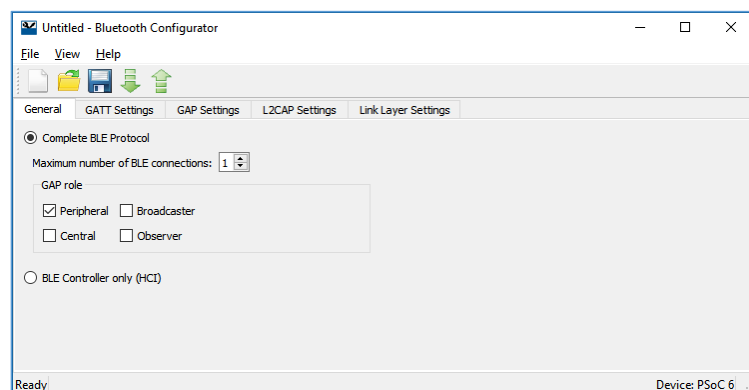 Untitled - Bluetooth Configurator
File View Help
General GATT Settings GAP Settings L2CAP Settings Link Layer Settings
Complete BLE Protocol
Maximum number of BLE connections: 1
GAP role
Peripheral Broadcaster
Central Observer
BLE Controller only (HCI)
Ready Device: PSoC 6